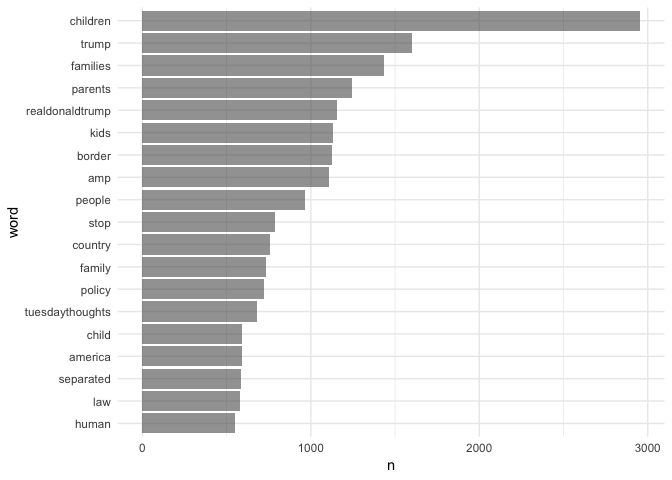 children
trump
families
parents
realdonaldtrump
kids
border
amp
people
stop
country
family
policy
tuesdaythoughts
child
america
separated
law
human
word
0 1000 2000 3000
n